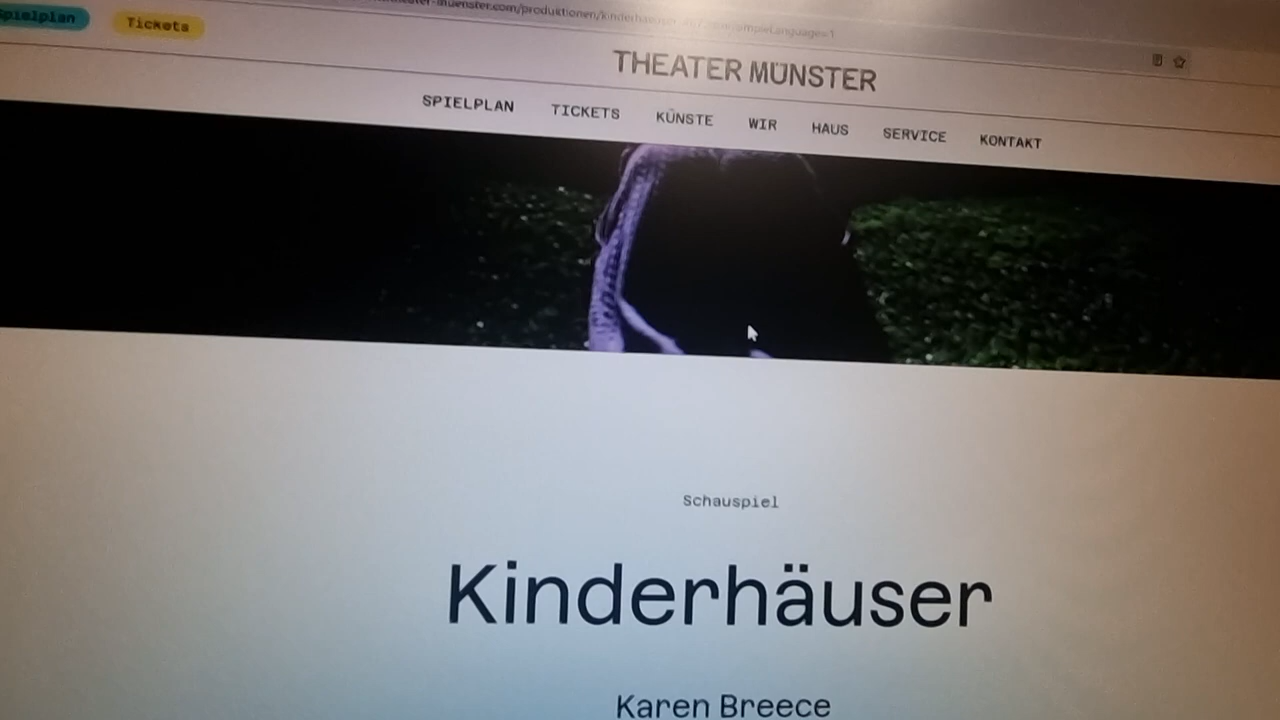 Spielplan Tickets
THEATER MÜNSTER
SPIELPLAN TICKETS KÜNSTE WIR HAUS SERVICE KONTAKT
Schauspiel
Kinderhäuser
Karen Breece